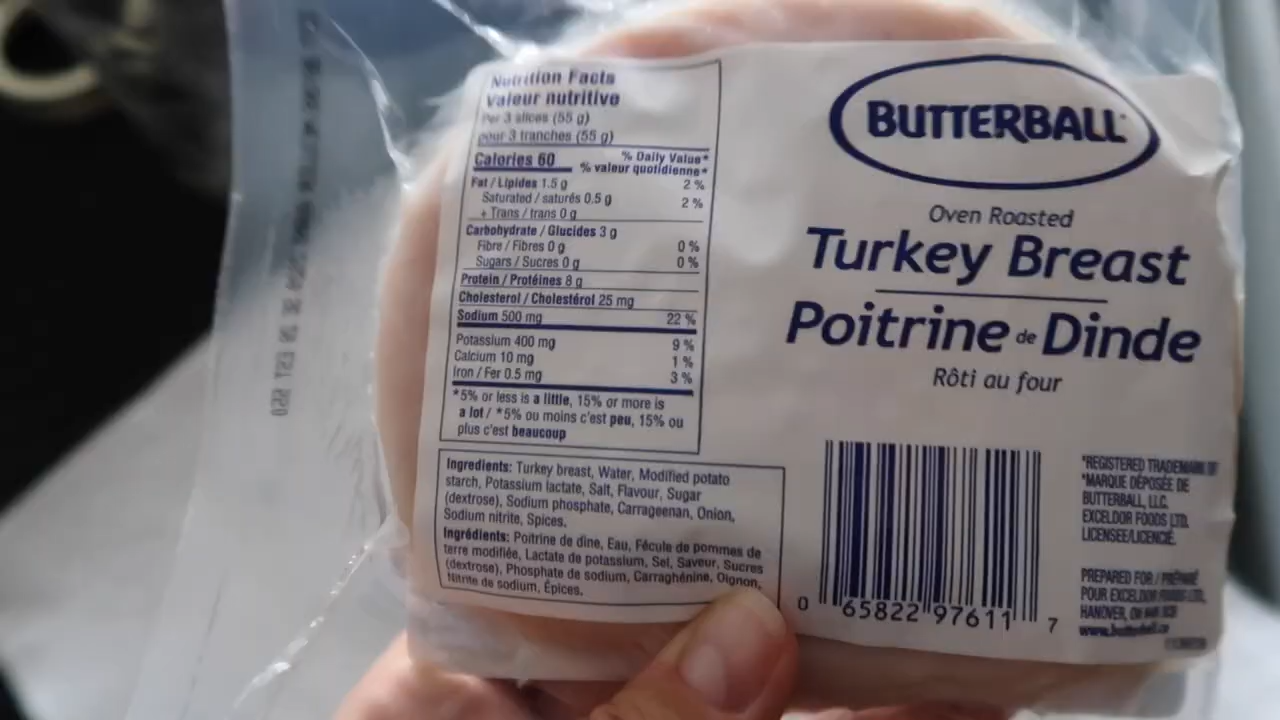 Nutrition Facts
Valeur nutritive
Per 3 slices (55 g)
pour 3 tranches (55 g)
Calories 60
% Daily Value*
% valeur quotidienne*
Fat / Lipides 1.5 g 2 %
Saturated / saturés 0.5 g 2 %
+ Trans / trans 0 g
Carbohydrate / Glucides 3 g
Fibre / Fibres 0 g 0 %
Sugars / Sucres 0 g 0 %
Protein / Protéines 8 g
Cholesterol / Cholestérol 25 mg
Sodium 500 mg 22 %
Potassium 400 mg 9 %
Calcium 10 mg 1 %
Iron / Fer 0.5 mg 3 %
*5% or less is a little, 15% or more is
a lot / *5% ou moins c'est peu, 15% ou
plus c'est beaucoup
Ingredients: Turkey breast, Water, Modified potato
starch, Potassium lactate, Salt, Flavour, Sugar
(dextrose), Sodium phosphate, Carrageenan, Onion,
Sodium nitrite, Spices.
Ingrédients: Poitrine de dine, Eau, Fécule de pommes de
terre modifiée, Lactate de potassium, Sel, Saveur, Sucres
(dextrose), Phosphate de sodium, Carraghénine, Oignon,
Nitrite de sodium, Épices.
BUTTERBALL
Oven Roasted
Turkey Breast
Poitrine de Dinde
Rôti au four
0 65822 97611 7
*REGISTERED TRADEMARK OF
*MARQUE DÉPOSÉE DE
BUTTERBALL, LLC.
EXCELDOR FOODS LTD.
LICENSEE/LICENCIÉ.
PREPARED FOR / PRÉPARÉ
POUR EXCELDOR FOODS LTD.
HANOVER, ON
www.butterball.ca